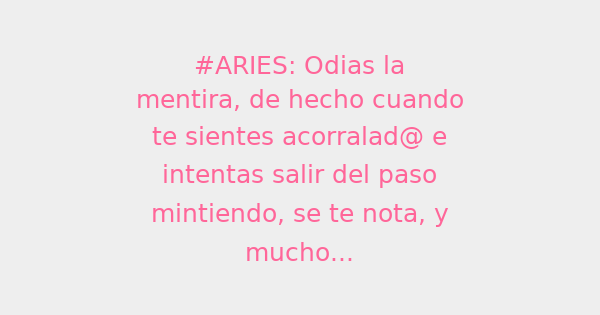 #ARIES: Odias la
mentira, de hecho cuando
te sientes acorralad@ e
intentas salir del paso
mintiendo, se te nota, y
mucho...